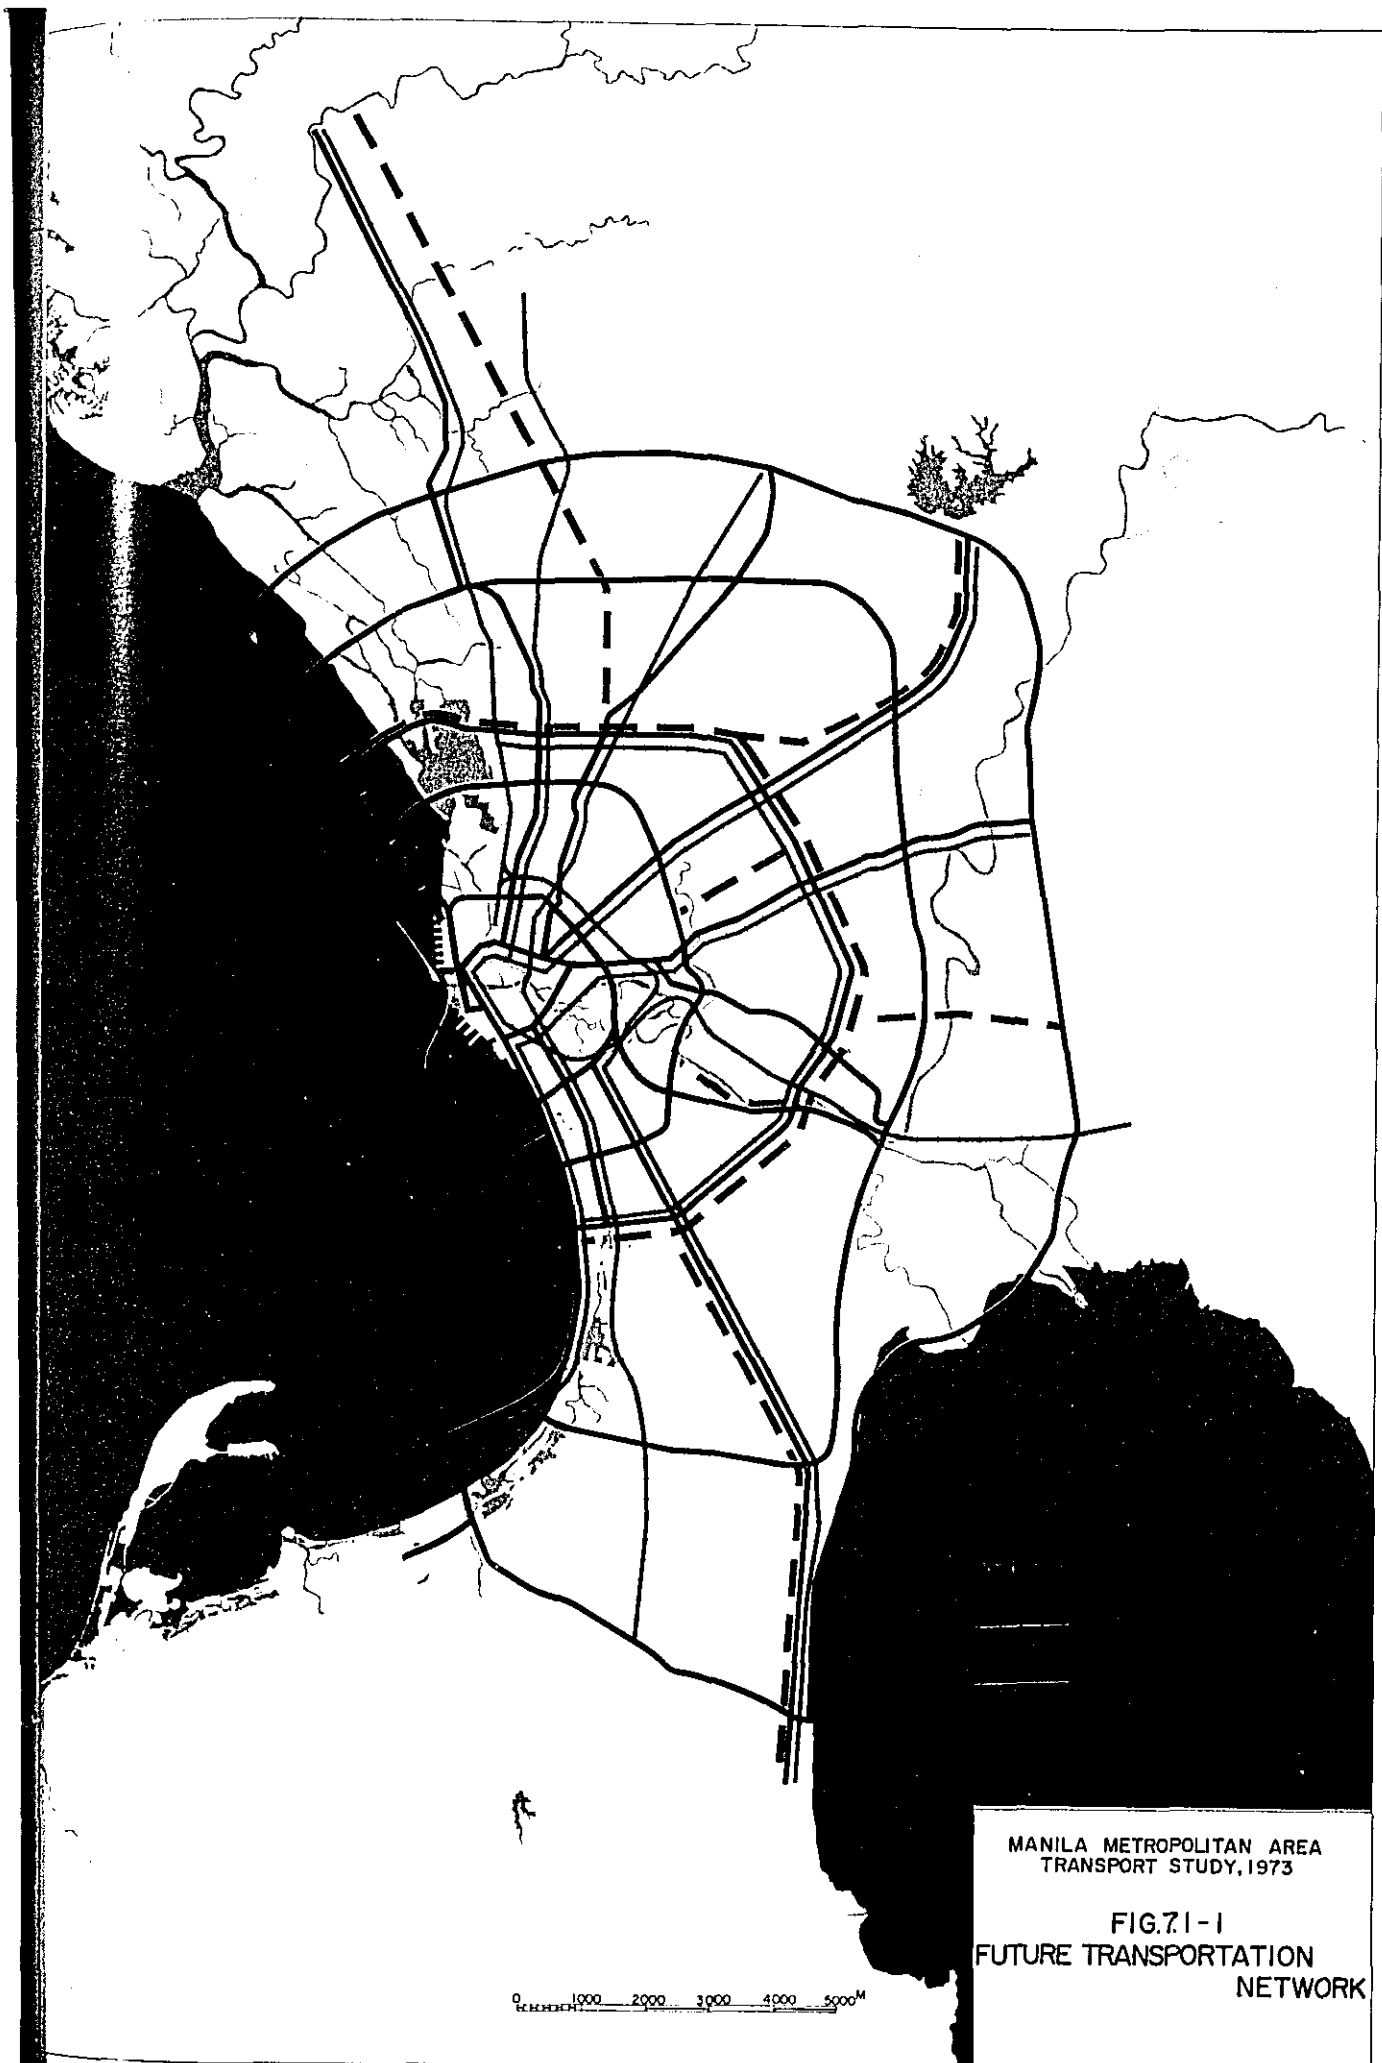 MANILA METROPOLITAN AREA
TRANSPORT STUDY, 1973
FIG.7.1-1
FUTURE TRANSPORTATION
NETWORK
0 1000 2000 3000 4000 5000M